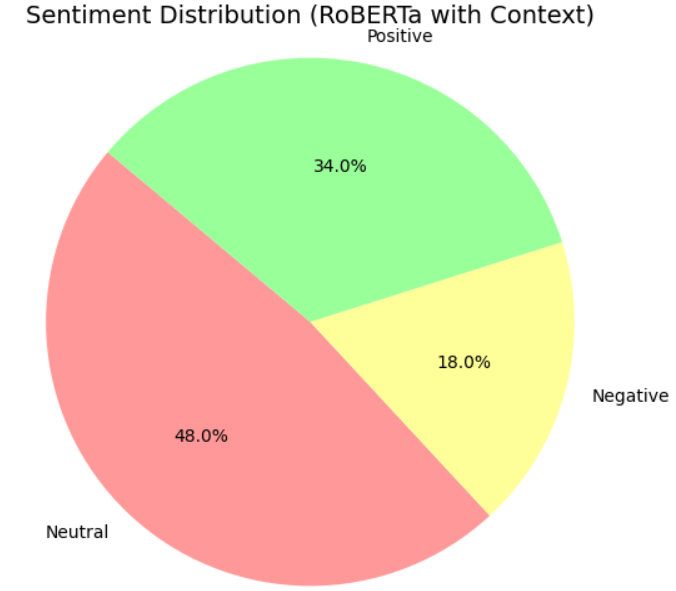 Sentiment Distribution (RoBERTa with Context)
Positive
34.0%
18.0%
Negative
48.0%
Neutral